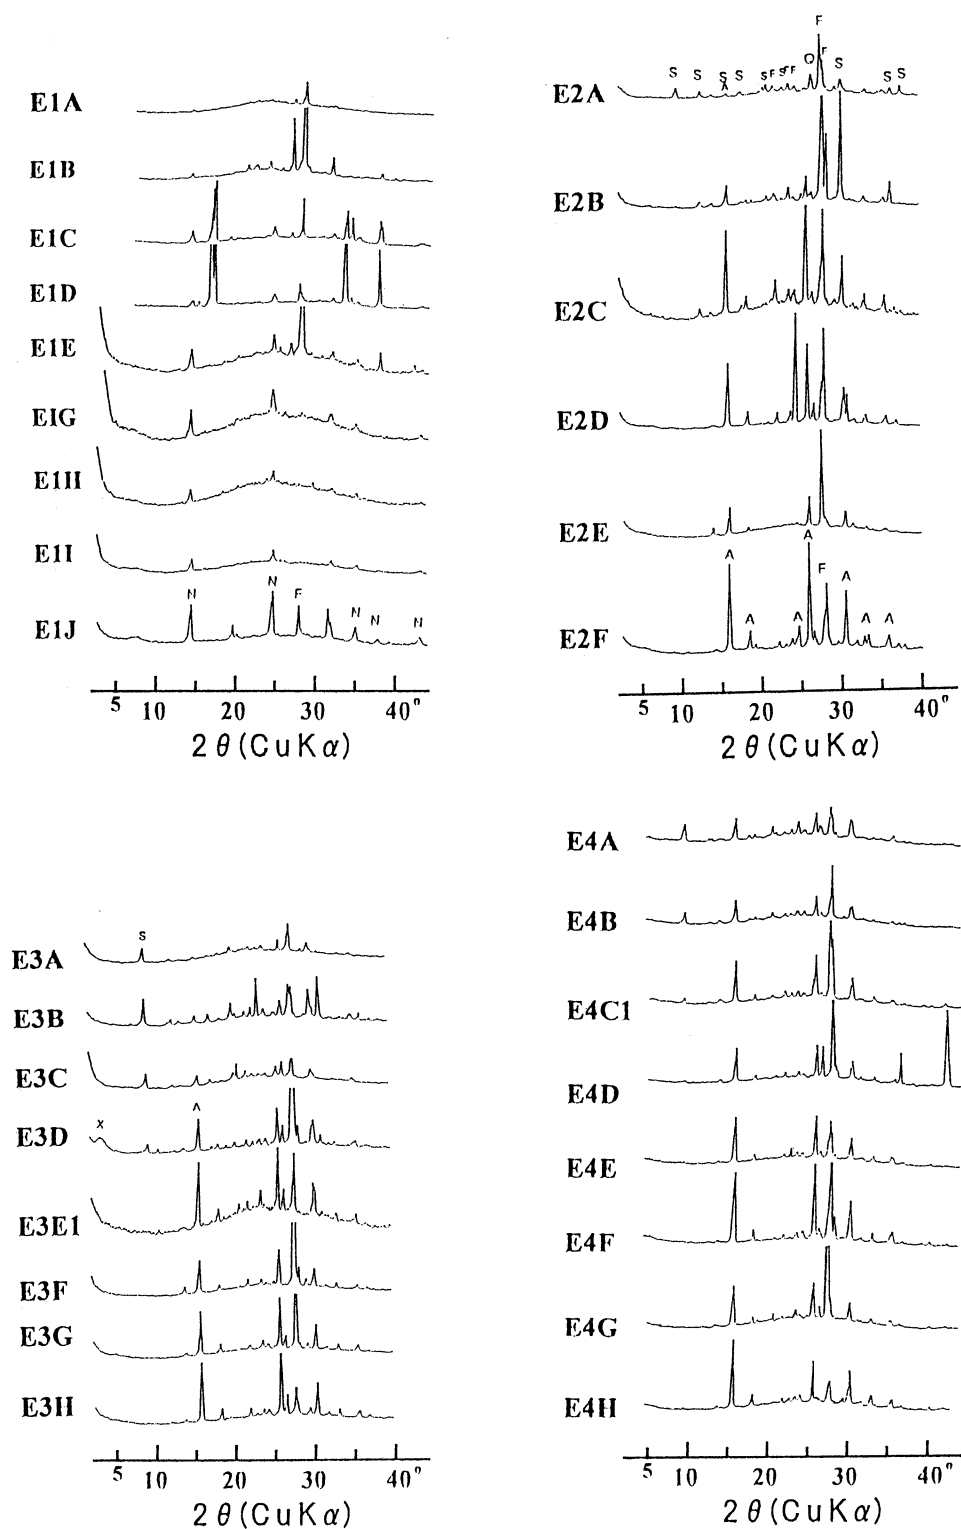 E1A
E1B
E1C
E1D
E1E
E1G
E1H
E1I
E1J
N N F N N N
5 10 20 30 40°
2θ(CuKα)
F
S S S S S F S F F Q F S S S
A
E2A
E2B
E2C
E2D
E2E
A A A A F A A A
E2F
5 10 20 30 40°
2θ(CuKα)
S
E3A
E3B
E3C
X A
E3D
E3E1
E3F
E3G
E3H
5 10 20 30 40°
2θ(CuKα)
E4A
E4B
E4C1
E4D
E4E
E4F
E4G
E4H
5 10 20 30 40°
2θ(CuKα)